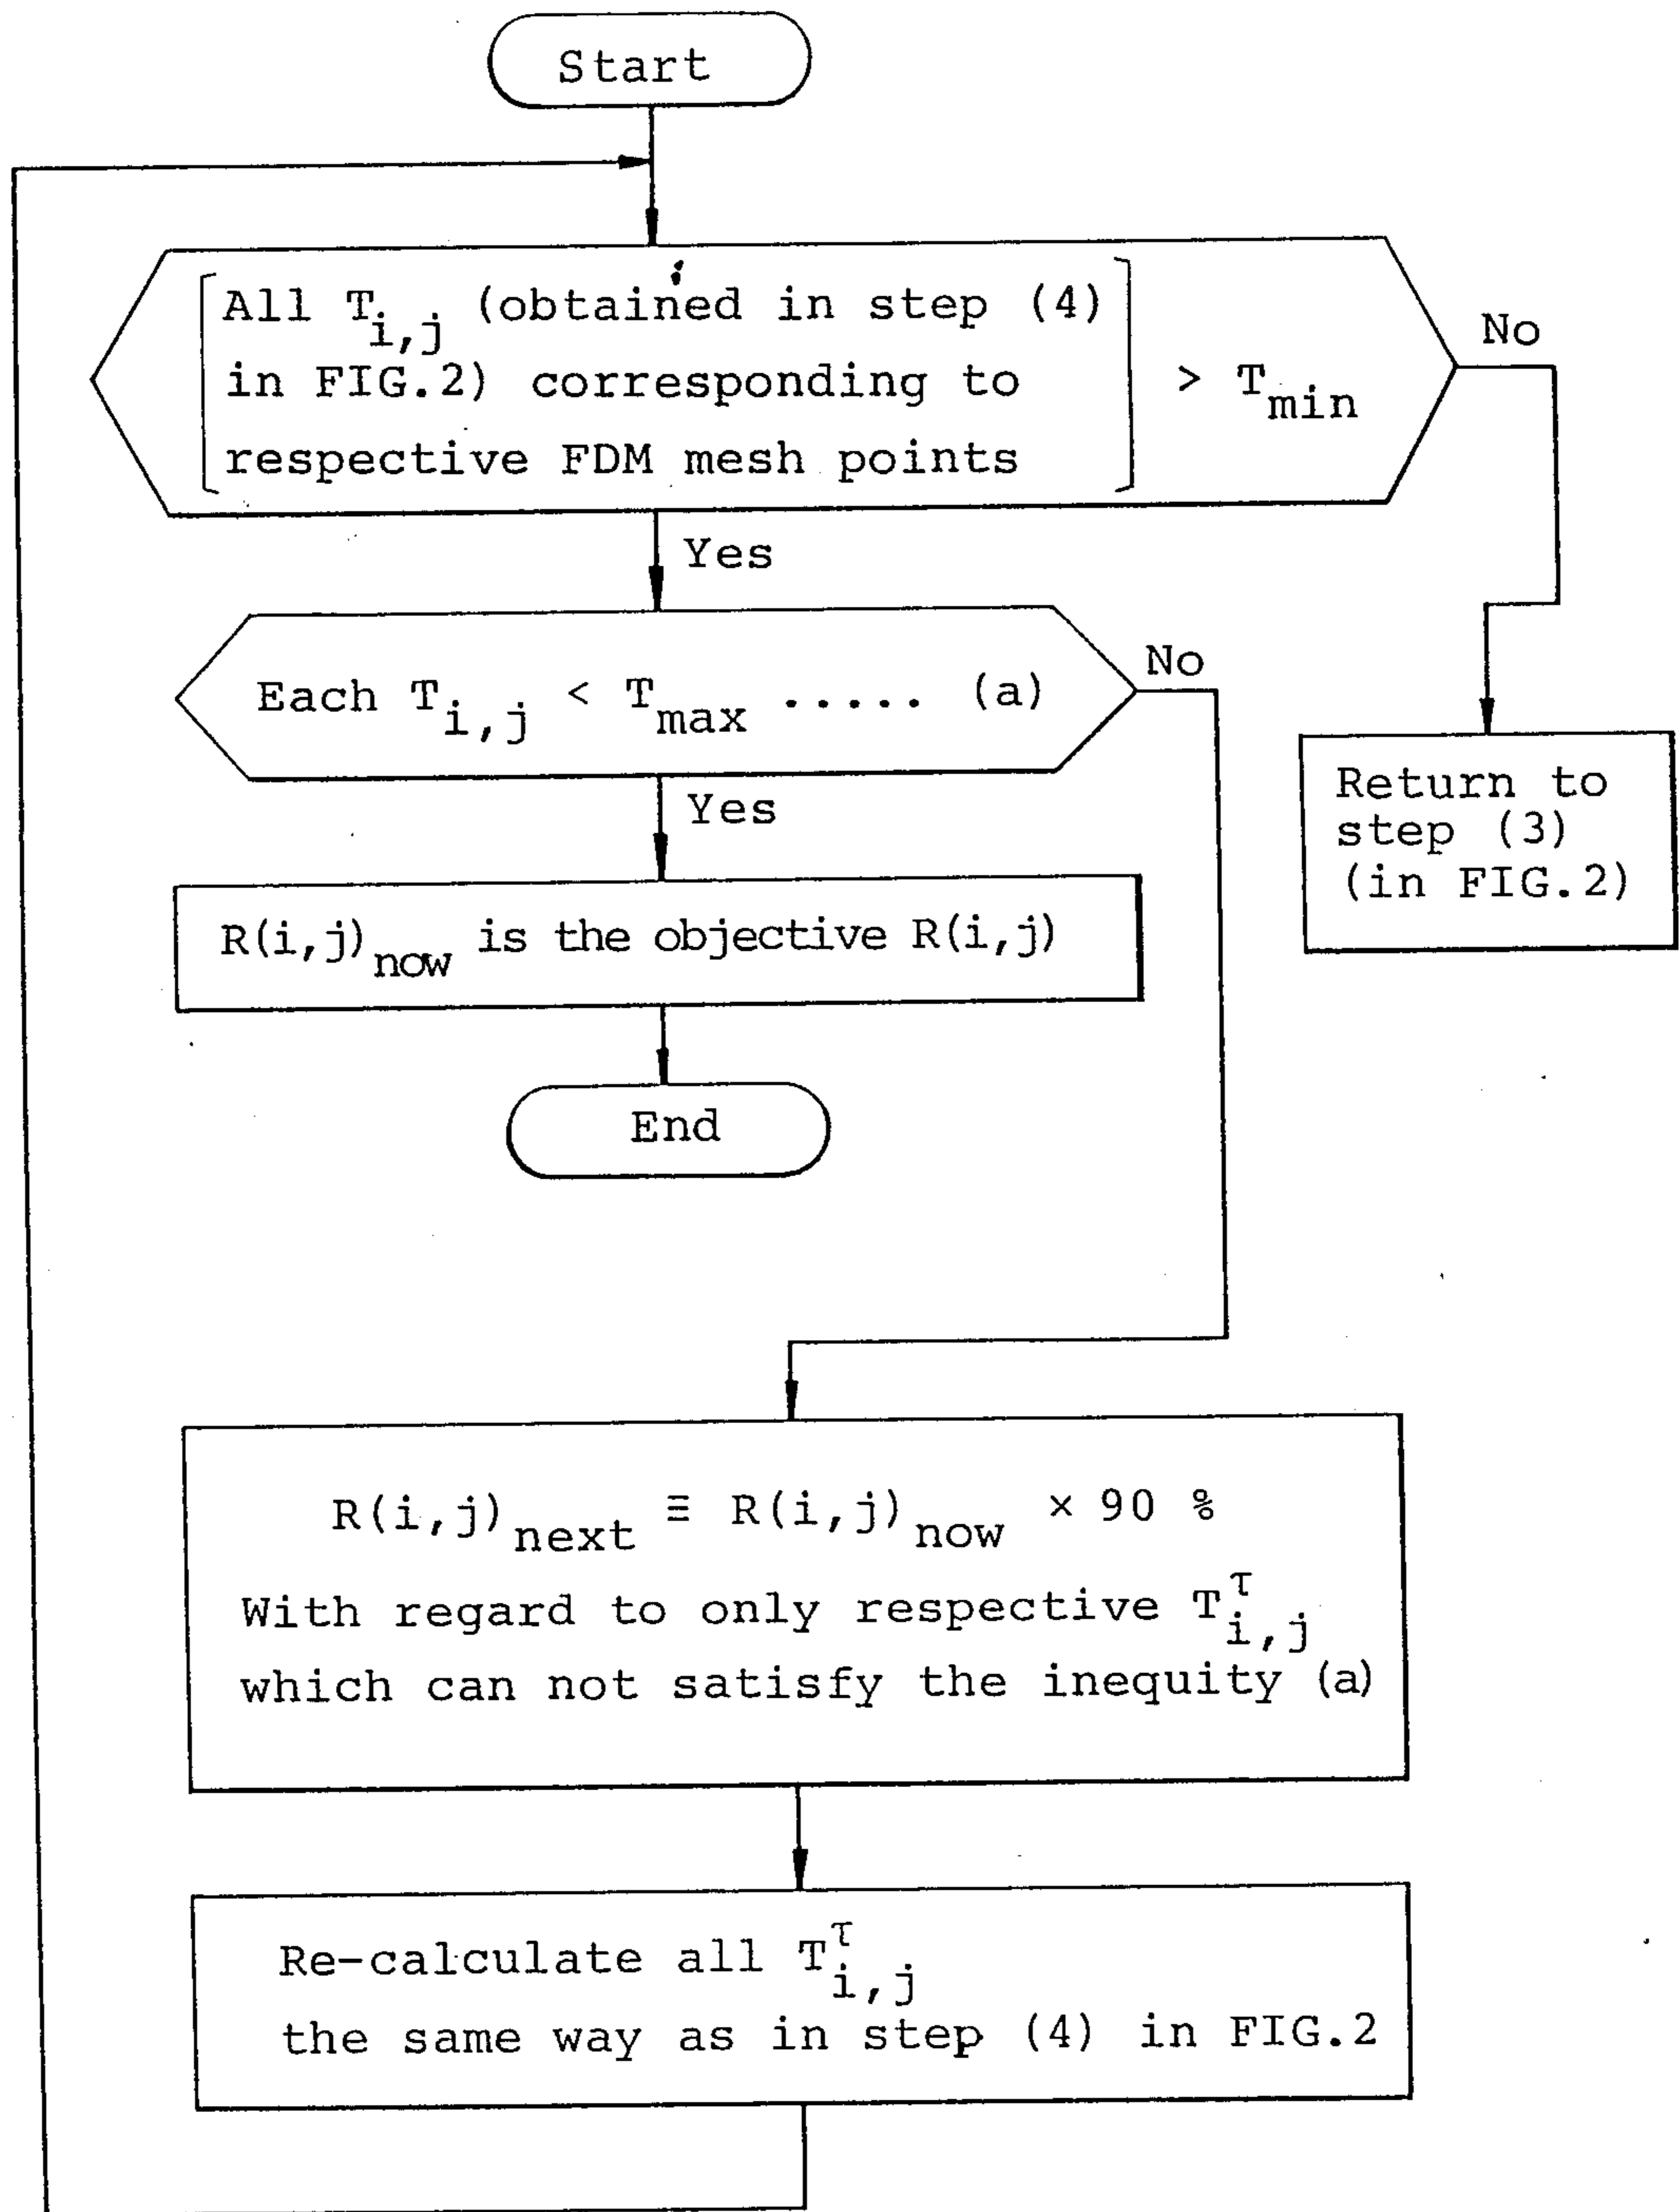 Start
All T_i,j (obtained in step (4)
in FIG.2) corresponding to
respective FDM mesh points
> T_min
No
Yes
Each T_i,j < T_max ..... (a)
No
Yes
Return to
step (3)
(in FIG.2)
R(i,j)_now is the objective R(i,j)
End
R(i,j)_next ≡ R(i,j)_now × 90 %
With regard to only respective T^τ_i,j
which can not satisfy the inequity (a)
Re-calculate all T^τ_i,j
the same way as in step (4) in FIG.2